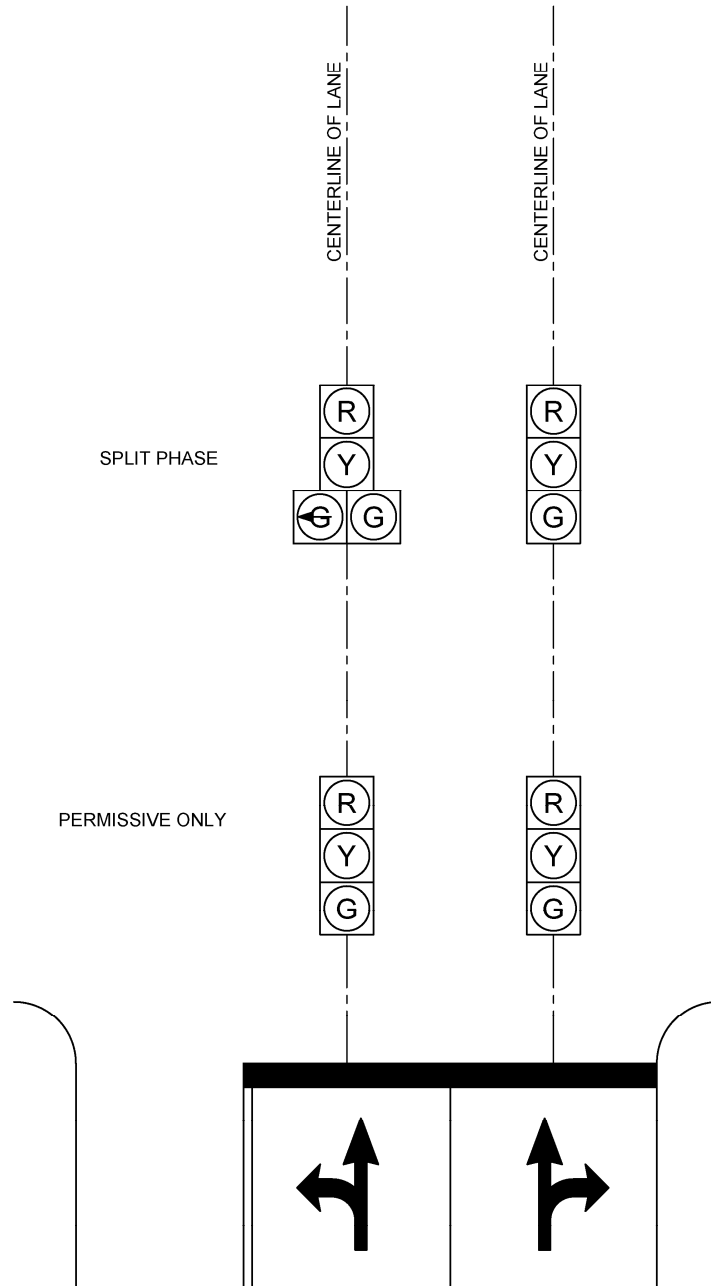 CENTERLINE OF LANE
CENTERLINE OF LANE
SPLIT PHASE
R
Y
G G
R
Y
G
PERMISSIVE ONLY
R
Y
G
R
Y
G